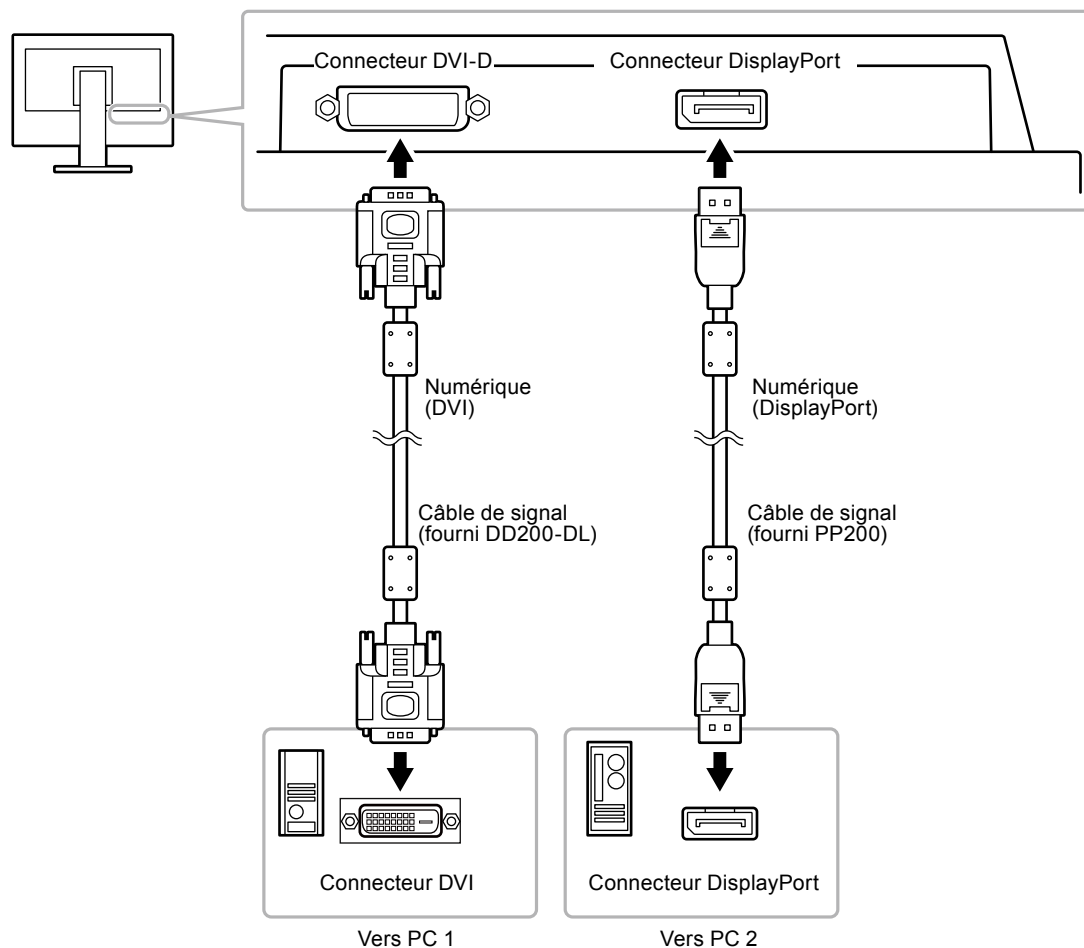 Connecteur DVI-D
Connecteur DisplayPort
Numérique
(DVI)
Numérique
(DisplayPort)
Câble de signal
(fourni DD200-DL)
Câble de signal
(fourni PP200)
Connecteur DVI
Connecteur DisplayPort
Vers PC 1
Vers PC 2